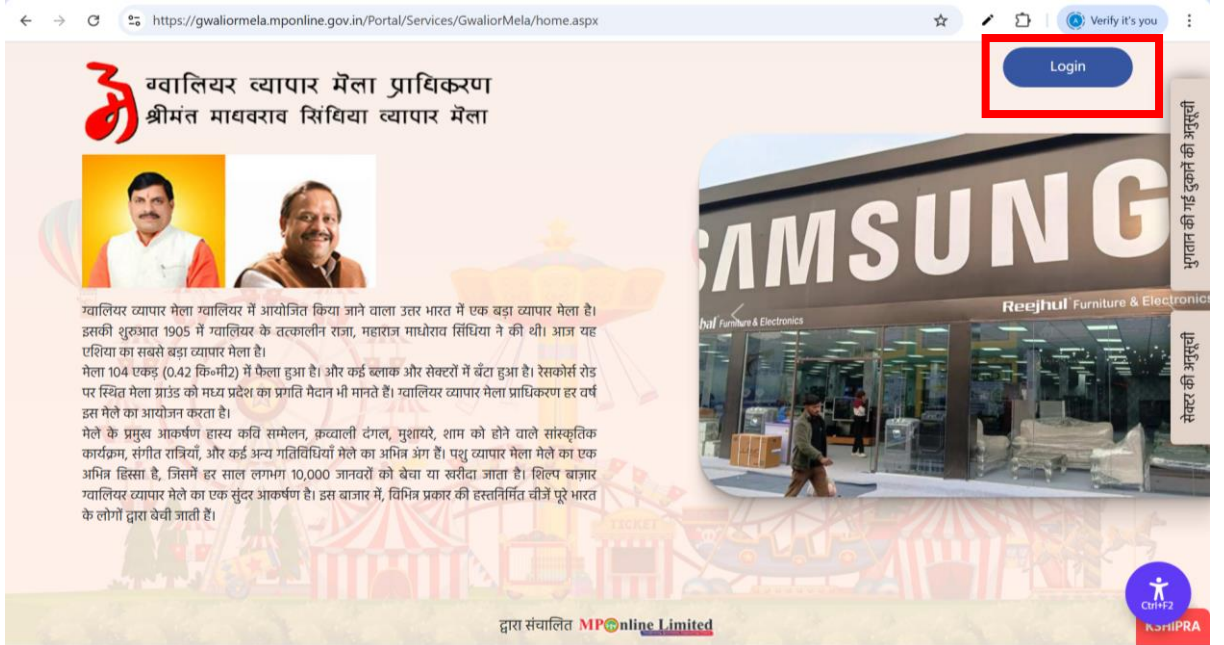 https://gwaliormela.mponline.gov.in/Portal/Services/GwaliorMela/home.aspx
Verify it's you
Login
ग्वालियर व्यापार मेला प्राधिकरण
श्रीमंत माधवराव सिंधिया व्यापार मेला
भुगतान की गई दुकानें की अनुसूची
SAMSUNG
Reejhul Furniture & Electronics
Furniture & Electronics
सेक्टर की अनुसूची
ग्वालियर व्यापार मेला ग्वालियर में आयोजित किया जाने वाला उत्तर भारत में एक बड़ा व्यापार मेला है।
इसकी शुरुआत 1905 में ग्वालियर के तत्कालीन राजा, महाराज माधोराव सिंधिया ने की थी। आज यह
एशिया का सबसे बड़ा व्यापार मेला है।
मेला 104 एकड़ (0.42 कि॰मी2) में फैला हुआ है। और कई ब्लाक और सेक्टरों में बँटा हुआ है। रेसकोर्स रोड
पर स्थित मेला ग्राउंड को मध्य प्रदेश का प्रगति मैदान भी मानते हैं। ग्वालियर व्यापार मेला प्राधिकरण हर वर्ष
इस मेले का आयोजन करता है।
मेले के प्रमुख आकर्षण हास्य कवि सम्मेलन, क़व्वाली दंगल, मुशायरे, शाम को होने वाले सांस्कृतिक
कार्यक्रम, संगीत रात्रियाँ, और कई अन्य गतिविधियाँ मेले का अभिन्न अंग हैं। पशु व्यापार मेला मेले का एक
अभिन्न हिस्सा है, जिसमें हर साल लगभग 10,000 जानवरों को बेचा या खरीदा जाता है। शिल्प बाज़ार
ग्वालियर व्यापार मेले का एक सुंदर आकर्षण है। इस बाजार में, विभिन्न प्रकार की हस्तनिर्मित चीजें पूरे भारत
के लोगों द्वारा बेची जाती हैं।
TICKET
Ctrl+F2
द्वारा संचालित MPOnline Limited
KSHIPRA